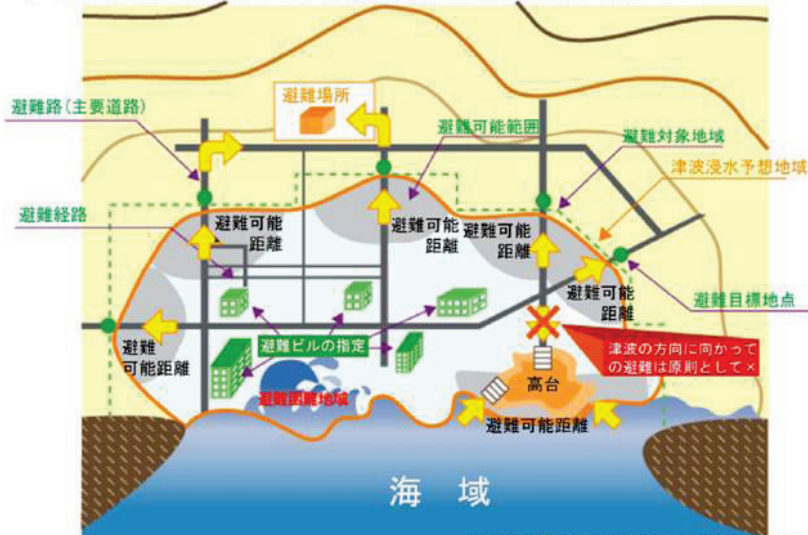 避難場所
避難路(主要道路)
避難可能範囲
避難対象地域
津波浸水予想地域
避難経路
避難可能
距離
避難可能
距離
避難可能
距離
避難可能
距離
避難目標地点
避難
可能距離
避難ビルの指定
津波の方向に向かって
の避難は原則として×
高台
避難困難地域
避難可能距離
海 域